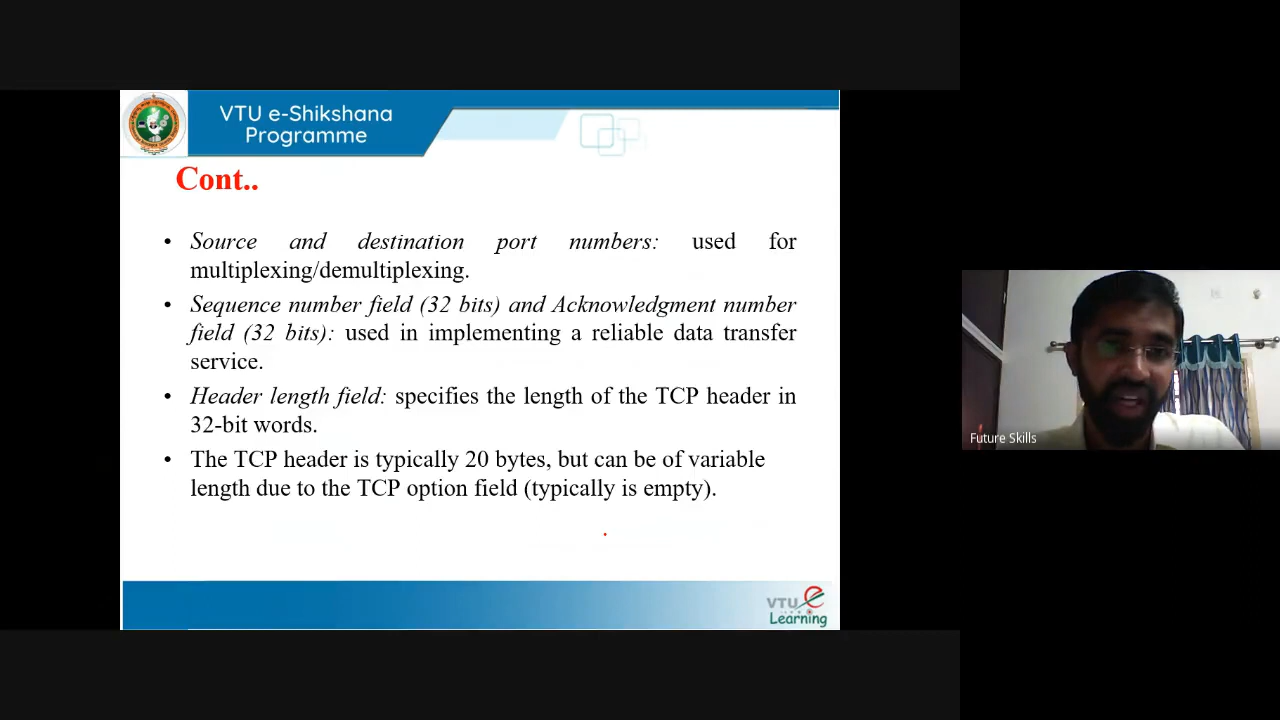 VTU e-Shikshana
Programme
Cont..
• Source and destination port numbers: used for
multiplexing/demultiplexing.
• Sequence number field (32 bits) and Acknowledgment number
field (32 bits): used in implementing a reliable data transfer
service.
• Header length field: specifies the length of the TCP header in
32-bit words.
• The TCP header is typically 20 bytes, but can be of variable
length due to the TCP option field (typically is empty).
VTU e
Learning
Future Skills